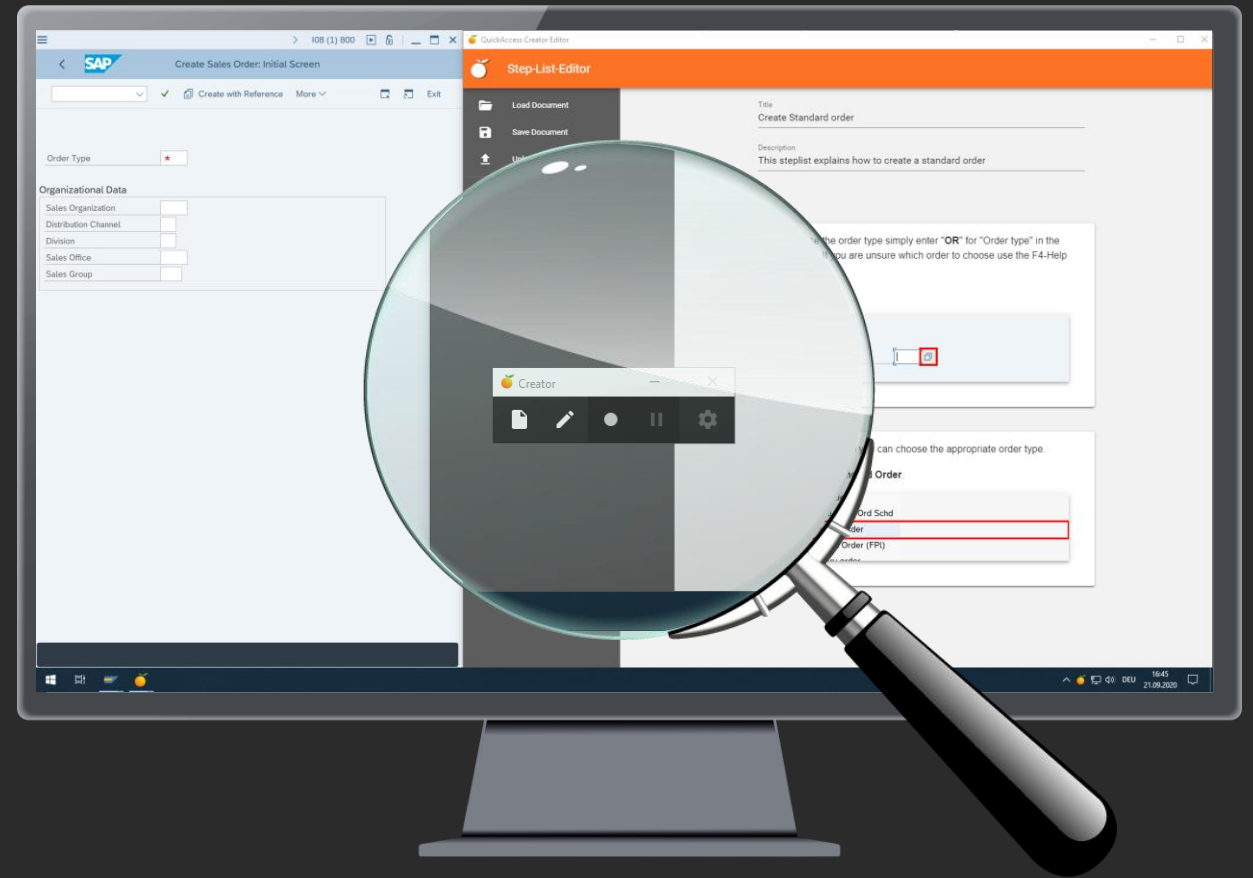 I08 (1) 800
QuickAccess Creator Editor
SAP
Create Sales Order: Initial Screen
Step-List-Editor
Create with Reference More
Exit
Order Type *
Organizational Data
Sales Organization
Distribution Channel
Division
Sales Office
Sales Group
Load Document
Save Document
Title
Create Standard order
Description
This steplist explains how to create a standard order
the order type simply enter "OR" for "Order type" in the
you are unsure which order to choose use the F4-Help
Creator
can choose the appropriate order type.
Order
Ord Schd
Order (FPI)
order
DEU
16:45
21.09.2020